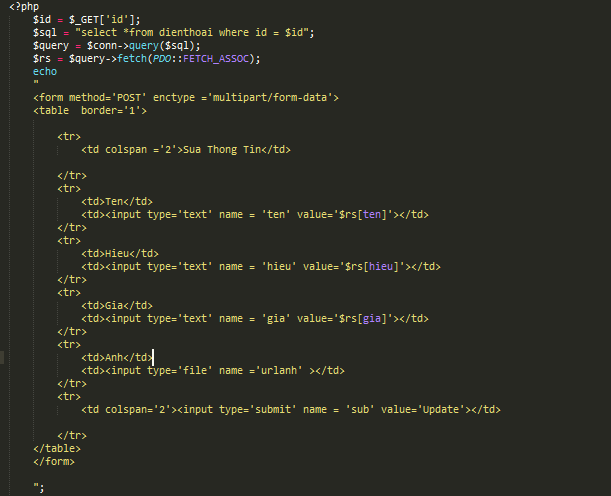 <?php
$id = $_GET['id'];
$sql = "select *from dienthoai where id = $id";
$query = $conn->query($sql);
$rs = $query->fetch(PDO::FETCH_ASSOC);
echo
"
<form method='POST' enctype ='multipart/form-data'>
<table  border='1'>
<tr>
<td colspan ='2'>Sua Thong Tin</td>
</tr>
<tr>
<td>Ten</td>
<td><input type='text' name = 'ten' value='$rs[ten]'></td>
</tr>
<tr>
<td>Hieu</td>
<td><input type='text' name = 'hieu' value='$rs[hieu]'></td>
</tr>
<tr>
<td>Gia</td>
<td><input type='text' name = 'gia' value='$rs[gia]'></td>
</tr>
<tr>
<td>Anh</td>
<td><input type='file' name ='urlanh' ></td>
</tr>
<tr>
<td colspan='2'><input type='submit' name = 'sub' value='Update'></td>
</tr>
</table>
</form>
";